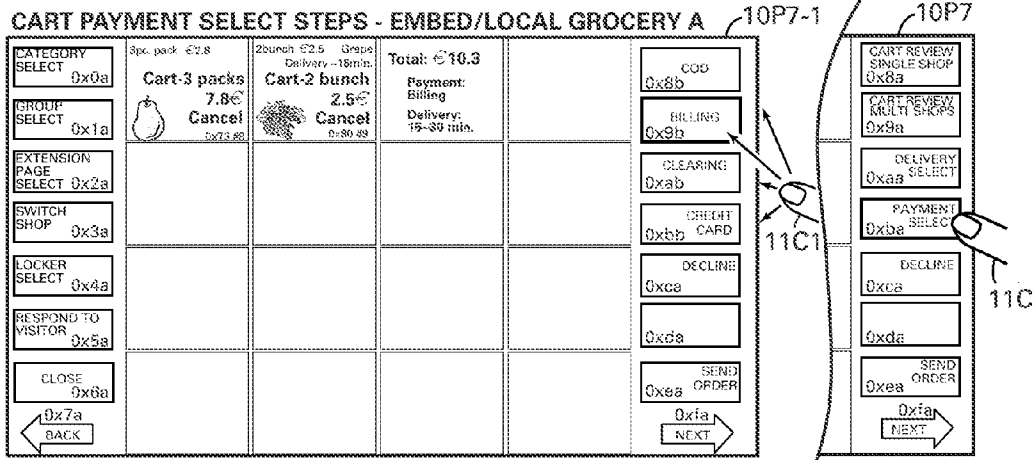 CART PAYMENT SELECT STEPS - EMBED/LOCAL GROCERY A
10P7-1
10P7
CATEGORY
SELECT
0x0a
GROUP
SELECT
0x1a
EXTENSION
PAGE
SELECT 0x2a
SWITCH
SHOP
0x3a
LOCKER
SELECT
0x4a
RESPOND TO
VISITOR
0x5a
CLOSE
0x6a
0x7a
BACK
3pc. pack €7.8
Cart-3 packs
7.8€
Cancel
2bunch €2.5 Grape
Delivery ~15min.
Cart-2 bunch
2.5€
Cancel
Total: €10.3
Payment:
Billing
Delivery:
15~30 min.
COD
0x8b
BILLING
0x9b
CLEARING
0xab
CREDIT
0xbb CARD
DECLINE
0xca
0xda
SEND
0xea ORDER
0xfa
NEXT
11C1
CART REVIEW
SINGLE SHOP
0x8a
CART REVIEW
MULTI SHOPS
0x9a
DELIVERY
0xaa SELECT
PAYMENT
0xba SELECT
DECLINE
0xca
0xda
SEND
0xea ORDER
0xfa
NEXT
11C